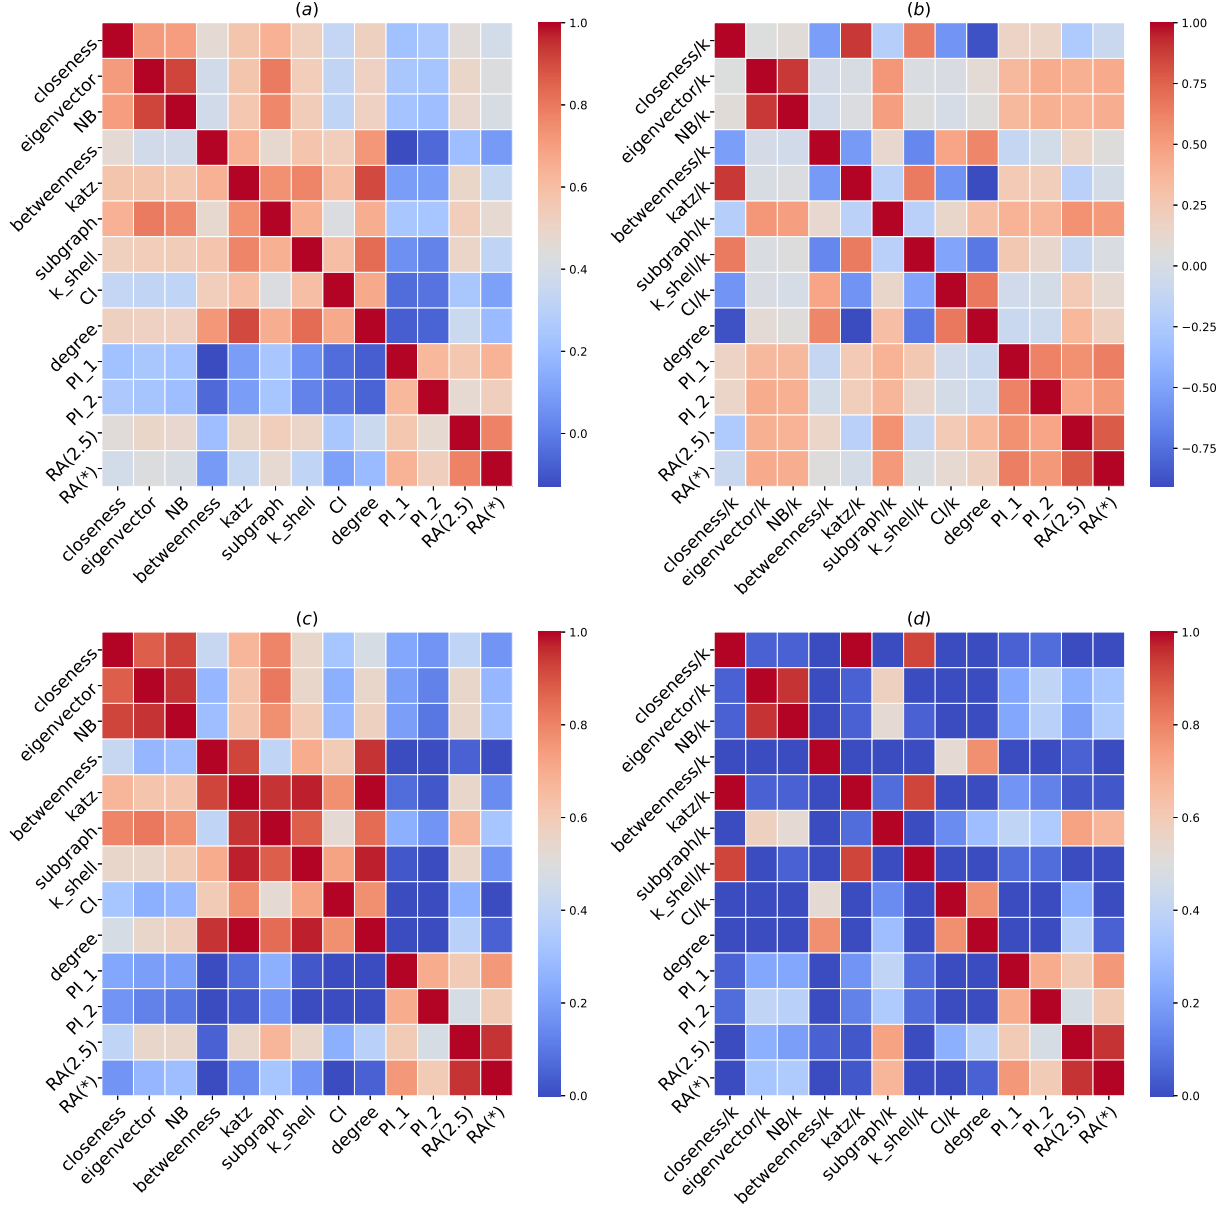 (a)
closeness
eigenvector
NB
betweenness
katz
subgraph
k_shell
CI
degree
PI_1
PI_2
RA(2.5)
RA(*)
closeness
eigenvector
NB
betweenness
katz
subgraph
k_shell
CI
degree
PI_1
PI_2
RA(2.5)
RA(*)
1.0
0.8
0.6
0.4
0.2
0.0
(b)
closeness/k
eigenvector/k
NB/k
betweenness/k
katz/k
subgraph/k
k_shell/k
CI/k
degree
PI_1
PI_2
RA(2.5)
RA(*)
closeness/k
eigenvector/k
NB/k
betweenness/k
katz/k
subgraph/k
k_shell/k
CI/k
degree
PI_1
PI_2
RA(2.5)
RA(*)
1.00
0.75
0.50
0.25
0.00
−0.25
−0.50
−0.75
(c)
closeness
eigenvector
NB
betweenness
katz
subgraph
k_shell
CI
degree
PI_1
PI_2
RA(2.5)
RA(*)
closeness
eigenvector
NB
betweenness
katz
subgraph
k_shell
CI
degree
PI_1
PI_2
RA(2.5)
RA(*)
1.0
0.8
0.6
0.4
0.2
0.0
(d)
closeness/k
eigenvector/k
NB/k
betweenness/k
katz/k
subgraph/k
k_shell/k
CI/k
degree
PI_1
PI_2
RA(2.5)
RA(*)
closeness/k
eigenvector/k
NB/k
betweenness/k
katz/k
subgraph/k
k_shell/k
CI/k
degree
PI_1
PI_2
RA(2.5)
RA(*)
1.0
0.8
0.6
0.4
0.2
0.0